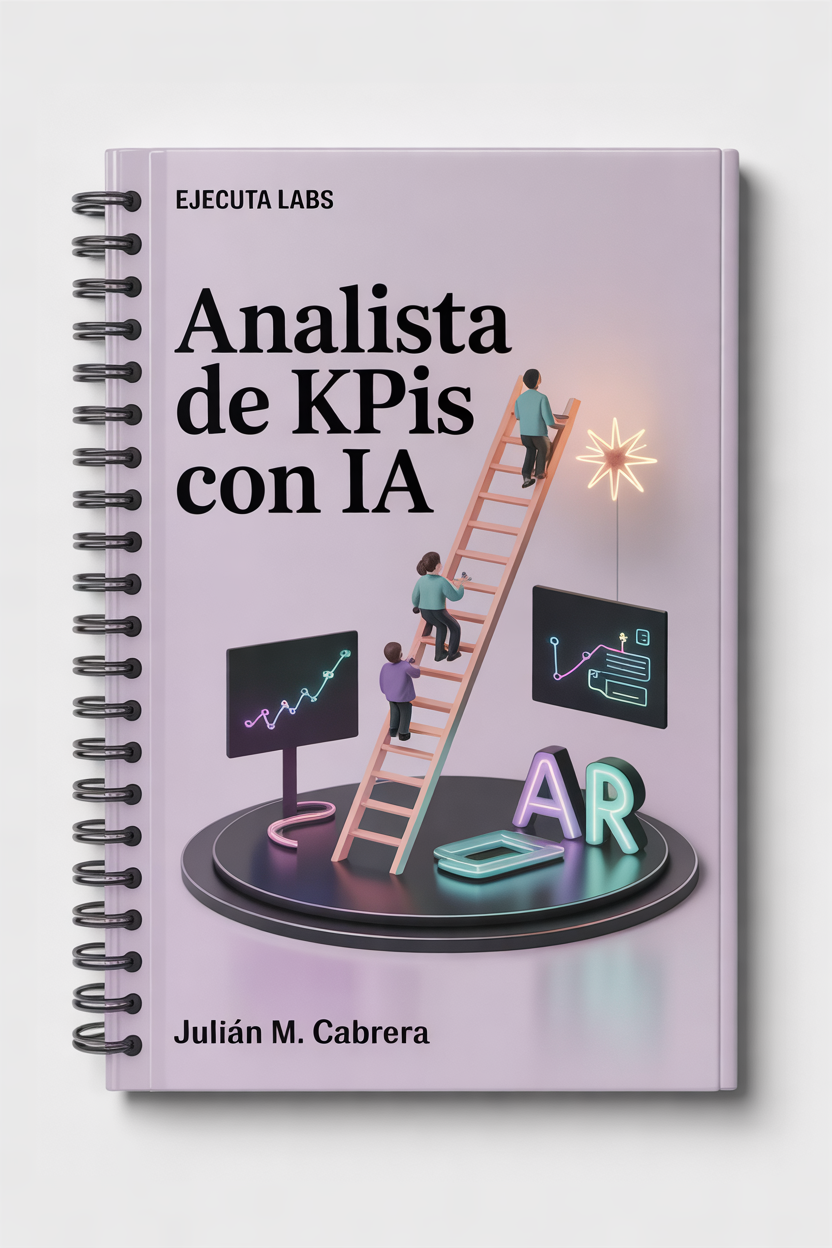 EJECUTA LABS
Analista
de KPis
con IA
AR
Julián M. Cabrera